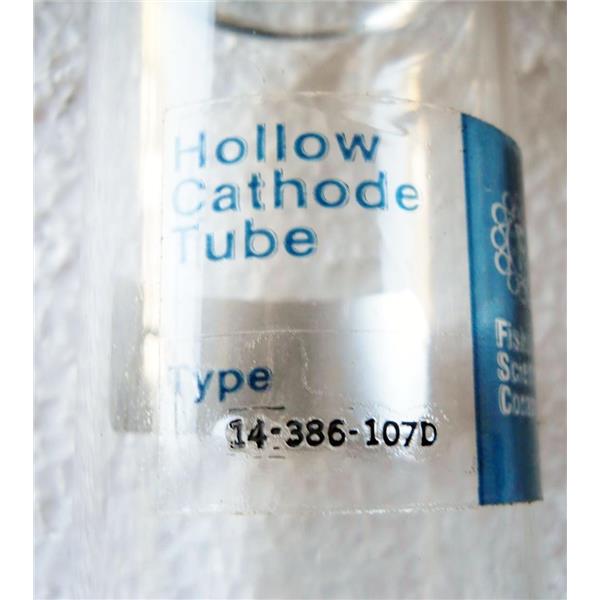 Hollow
Cathode
Tube
Type
14-386-107D